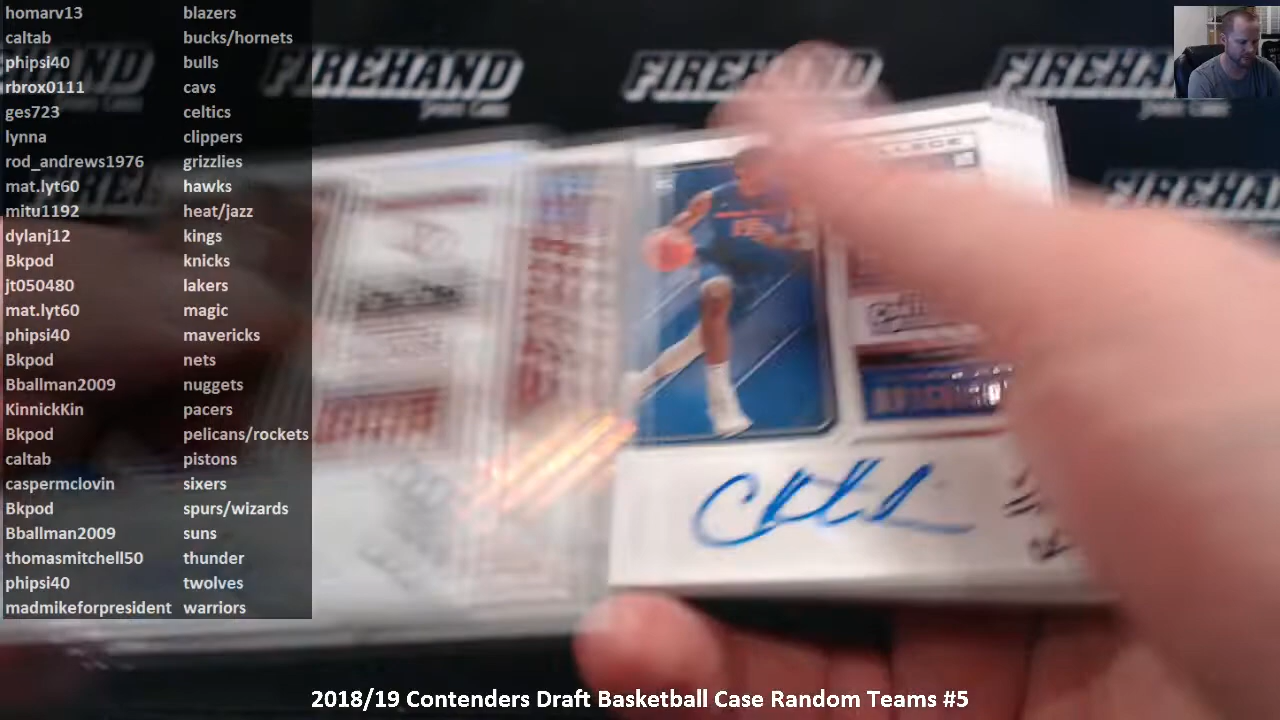 homarv13 blazers
caltab bucks/hornets
phipsi40 bulls
rbrox0111 cavs
ges723 celtics
lynna clippers
rod_andrews1976 grizzlies
mat.lyt60 hawks
mitu1192 heat/jazz
dylanj12 kings
Bkpod knicks
jt050480 lakers
mat.lyt60 magic
phipsi40 mavericks
Bkpod nets
Bballman2009 nuggets
KinnickKin pacers
Bkpod pelicans/rockets
caltab pistons
caspermclovin sixers
Bkpod spurs/wizards
Bballman2009 suns
thomasmitchell50 thunder
phipsi40 twolves
madmikeforpresident warriors
FIREHAND
FIREHAND
FIREHAND
FIREHAND
2018/19 Contenders Draft Basketball Case Random Teams #5